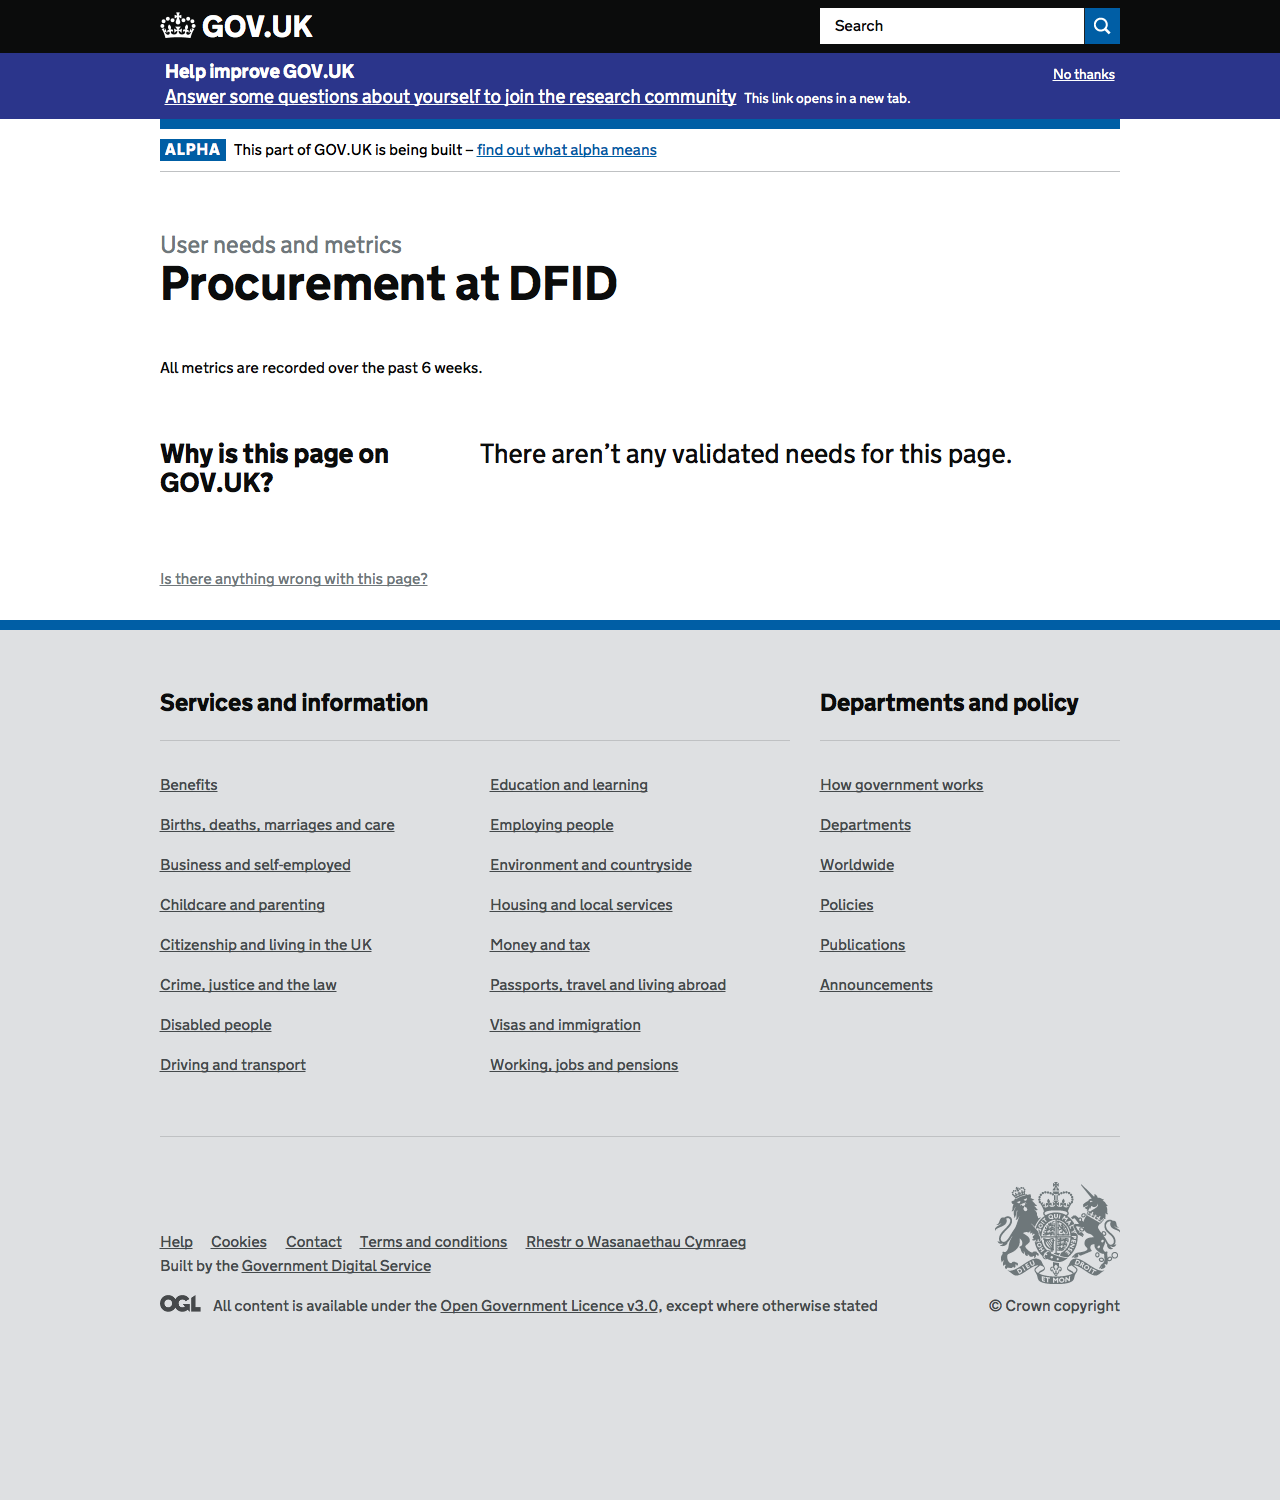 GOV.UK
Search
Help improve GOV.UK
No thanks
Answer some questions about yourself to join the research community This link opens in a new tab.
ALPHA This part of GOV.UK is being built – find out what alpha means
User needs and metrics
Procurement at DFID
All metrics are recorded over the past 6 weeks.
Why is this page on
GOV.UK?
There aren’t any validated needs for this page.
Is there anything wrong with this page?
Services and information
Benefits
Births, deaths, marriages and care
Business and self-employed
Childcare and parenting
Citizenship and living in the UK
Crime, justice and the law
Disabled people
Driving and transport
Education and learning
Employing people
Environment and countryside
Housing and local services
Money and tax
Passports, travel and living abroad
Visas and immigration
Working, jobs and pensions
Departments and policy
How government works
Departments
Worldwide
Policies
Publications
Announcements
Help Cookies Contact Terms and conditions Rhestr o Wasanaethau Cymraeg
Built by the Government Digital Service
OGL All content is available under the Open Government Licence v3.0, except where otherwise stated
DIEU ET MON DROIT
© Crown copyright